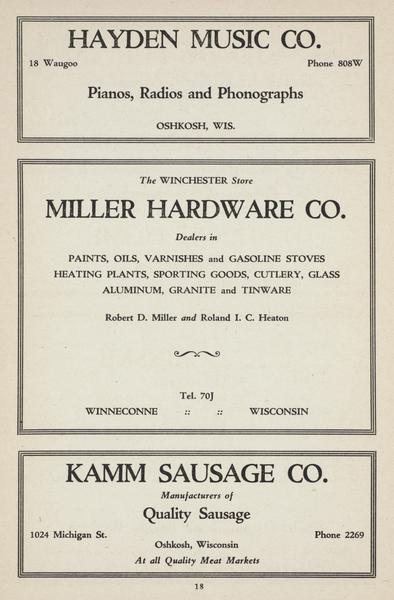 HAYDEN MUSIC CO.
18 Waugoo Phone 808W
Pianos, Radios and Phonographs
OSHKOSH, WIS.
The WINCHESTER Store
MILLER HARDWARE CO.
Dealers in
PAINTS, OILS, VARNISHES and GASOLINE STOVES
HEATING PLANTS, SPORTING GOODS, CUTLERY, GLASS
ALUMINUM, GRANITE and TINWARE
Robert D. Miller and Roland I. C. Heaton
Tel. 70J
WINNECONNE :: :: WISCONSIN
KAMM SAUSAGE CO.
Manufacturers of
Quality Sausage
1024 Michigan St. Phone 2269
Oshkosh, Wisconsin
At all Quality Meat Markets
18